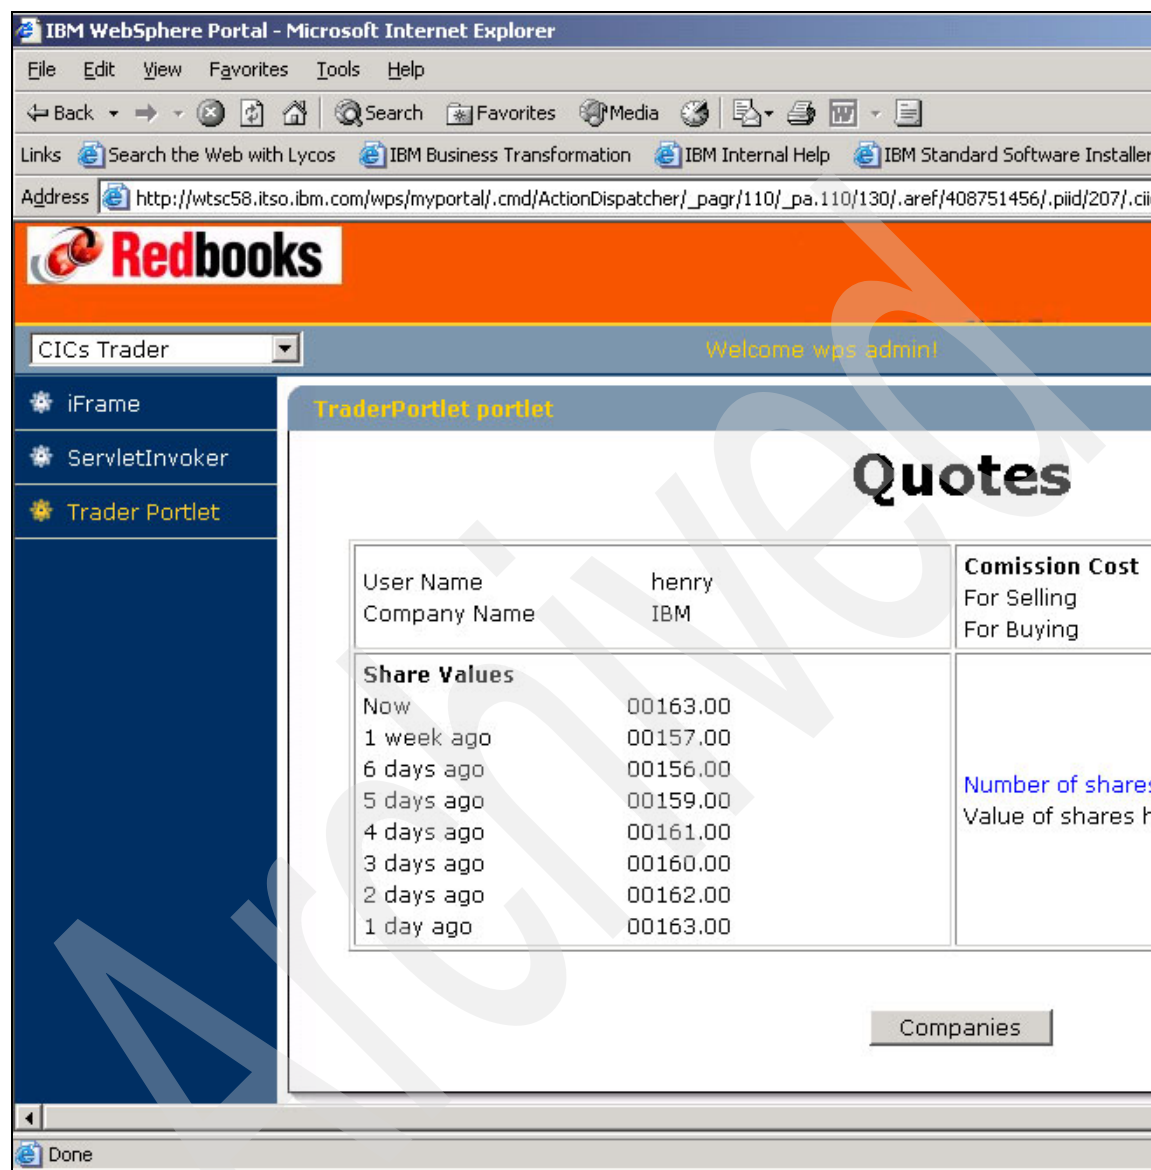 IBM WebSphere Portal - Microsoft Internet Explorer
File Edit View Favorites Tools Help
Back Search Favorites Media
Links Search the Web with Lycos IBM Business Transformation IBM Internal Help IBM Standard Software Installer
Address http://wtsc58.itso.ibm.com/wps/myportal/.cmd/ActionDispatcher/_pagr/110/_pa.110/130/.aref/408751456/.piid/207/.cii
Redbooks
CICs Trader Welcome wps admin!
iFrame
TraderPortlet portlet
ServletInvoker
Trader Portlet
Quotes
User Name henry
Company Name IBM
Comission Cost
For Selling
For Buying
Share Values
Now 00163.00
1 week ago 00157.00
6 days ago 00156.00
5 days ago 00159.00
4 days ago 00161.00
3 days ago 00160.00
2 days ago 00162.00
1 day ago 00163.00
Number of shares
Value of shares h
Companies
Done
Archived